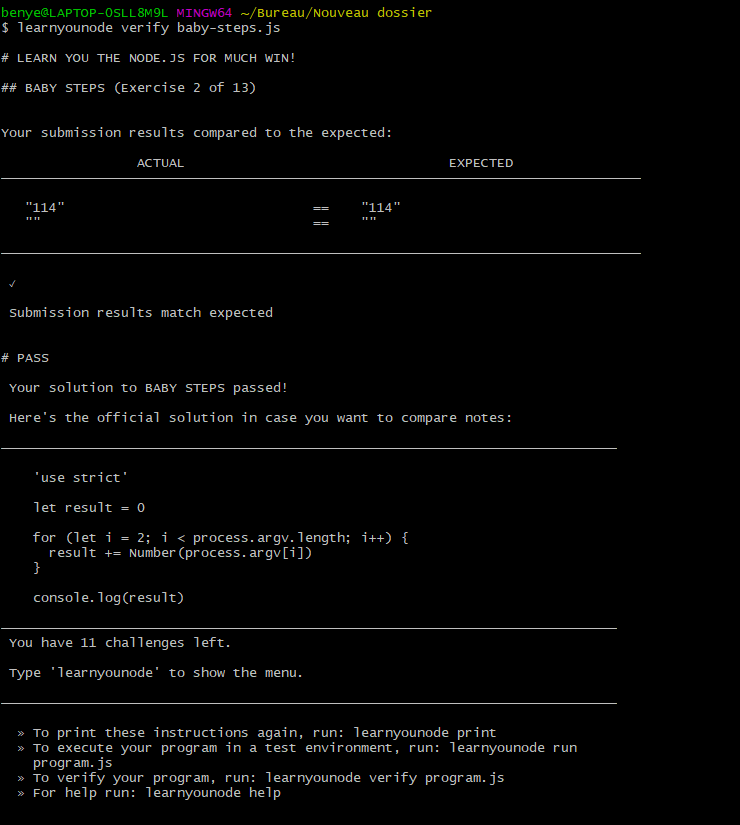 benye@LAPTOP-OSLL8M9L MINGW64 ~/Bureau/Nouveau dossier
$ learnyounode verify baby-steps.js
# LEARN YOU THE NODE.JS FOR MUCH WIN!
## BABY STEPS (Exercise 2 of 13)
Your submission results compared to the expected:
ACTUAL EXPECTED
"114" == "114"
"" == ""
✓
Submission results match expected
# PASS
Your solution to BABY STEPS passed!
Here's the official solution in case you want to compare notes:
'use strict'
let result = 0
for (let i = 2; i < process.argv.length; i++) {
result += Number(process.argv[i])
}
console.log(result)
You have 11 challenges left.
Type 'learnyounode' to show the menu.
» To print these instructions again, run: learnyounode print
» To execute your program in a test environment, run: learnyounode run
program.js
» To verify your program, run: learnyounode verify program.js
» For help run: learnyounode help